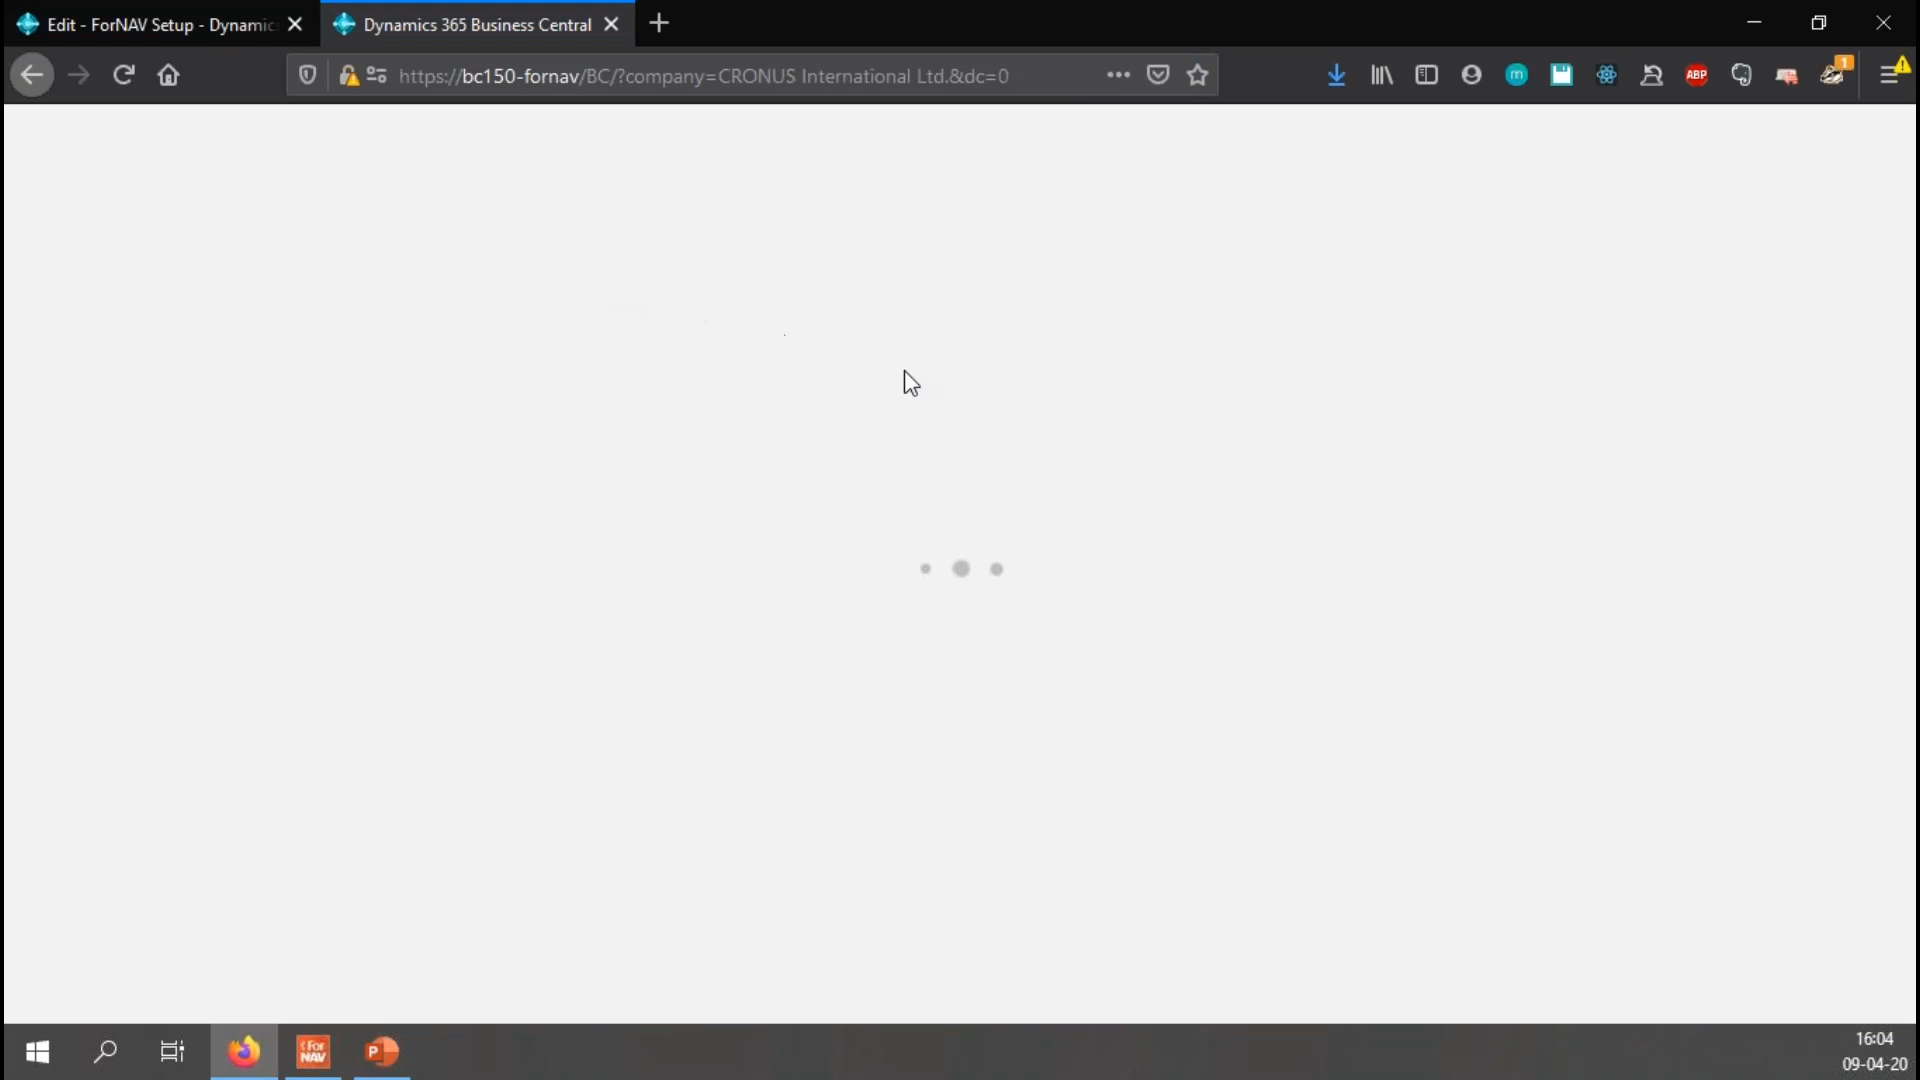 Edit - ForNAV Setup - Dynamic
Dynamics 365 Business Central
https://bc150-fornav/BC/?company=CRONUS International Ltd.&dc=0
m
ABP
1
For
NAV
P
16:04
09-04-20